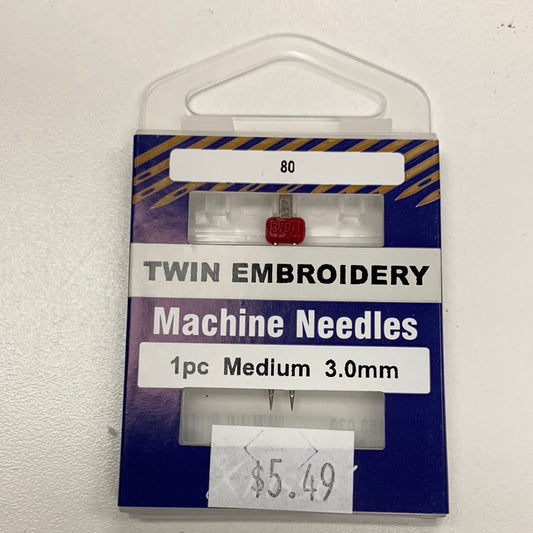 80
TWIN EMBROIDERY
Machine Needles
1pc Medium 3.0mm
$5.49